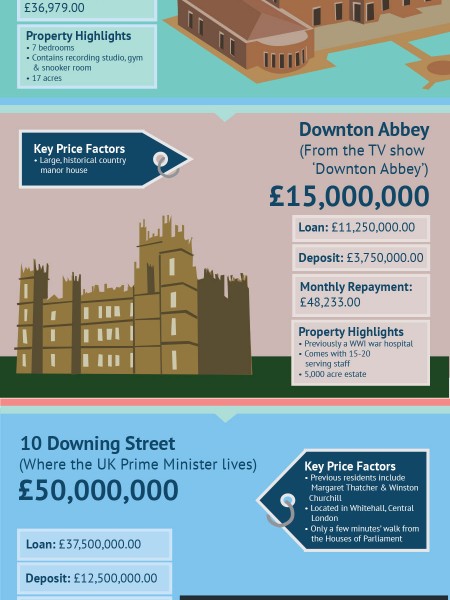 £36,979.00
Property Highlights
• 7 bedrooms
• Contains recording studio, gym
& snooker room
• 17 acres
Key Price Factors
• Large, historical country
manor house
Downton Abbey
(From the TV show
‘Downton Abbey’)
£15,000,000
Loan: £11,250,000.00
Deposit: £3,750,000.00
Monthly Repayment:
£48,233.00
Property Highlights
• Previously a WWI war hospital
• Comes with 15-20
serving staff
• 5,000 acre estate
10 Downing Street
(Where the UK Prime Minister lives)
£50,000,000
Key Price Factors
• Previous residents include
Margaret Thatcher & Winston
Churchill
• Located in Whitehall, Central
London
• Only a few minutes’ walk from
the Houses of Parliament
Loan: £37,500,000.00
Deposit: £12,500,000.00